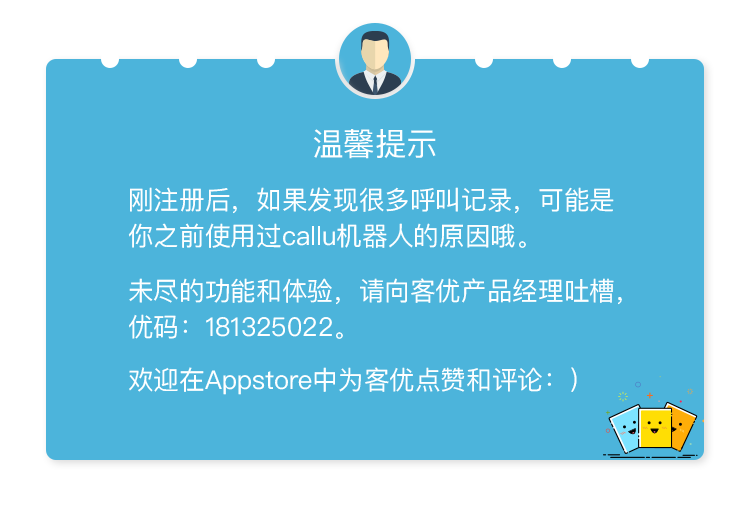 温馨提示
刚注册后，如果发现很多呼叫记录，可能是
你之前使用过callu机器人的原因哦。
未尽的功能和体验，请向客优产品经理吐槽，
优码：181325022。
欢迎在Appstore中为客优点赞和评论：）